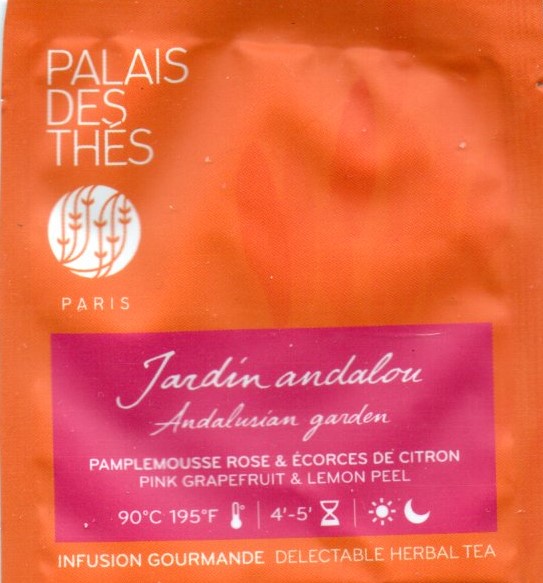 PALAIS
DES
THÉS
PARIS
Jardin andalou
Andalusian garden
PAMPLEMOUSSE ROSE & ÉCORCES DE CITRON
PINK GRAPEFRUIT & LEMON PEEL
90°C 195°F | 4'-5' |
INFUSION GOURMANDE DELECTABLE HERBAL TEA